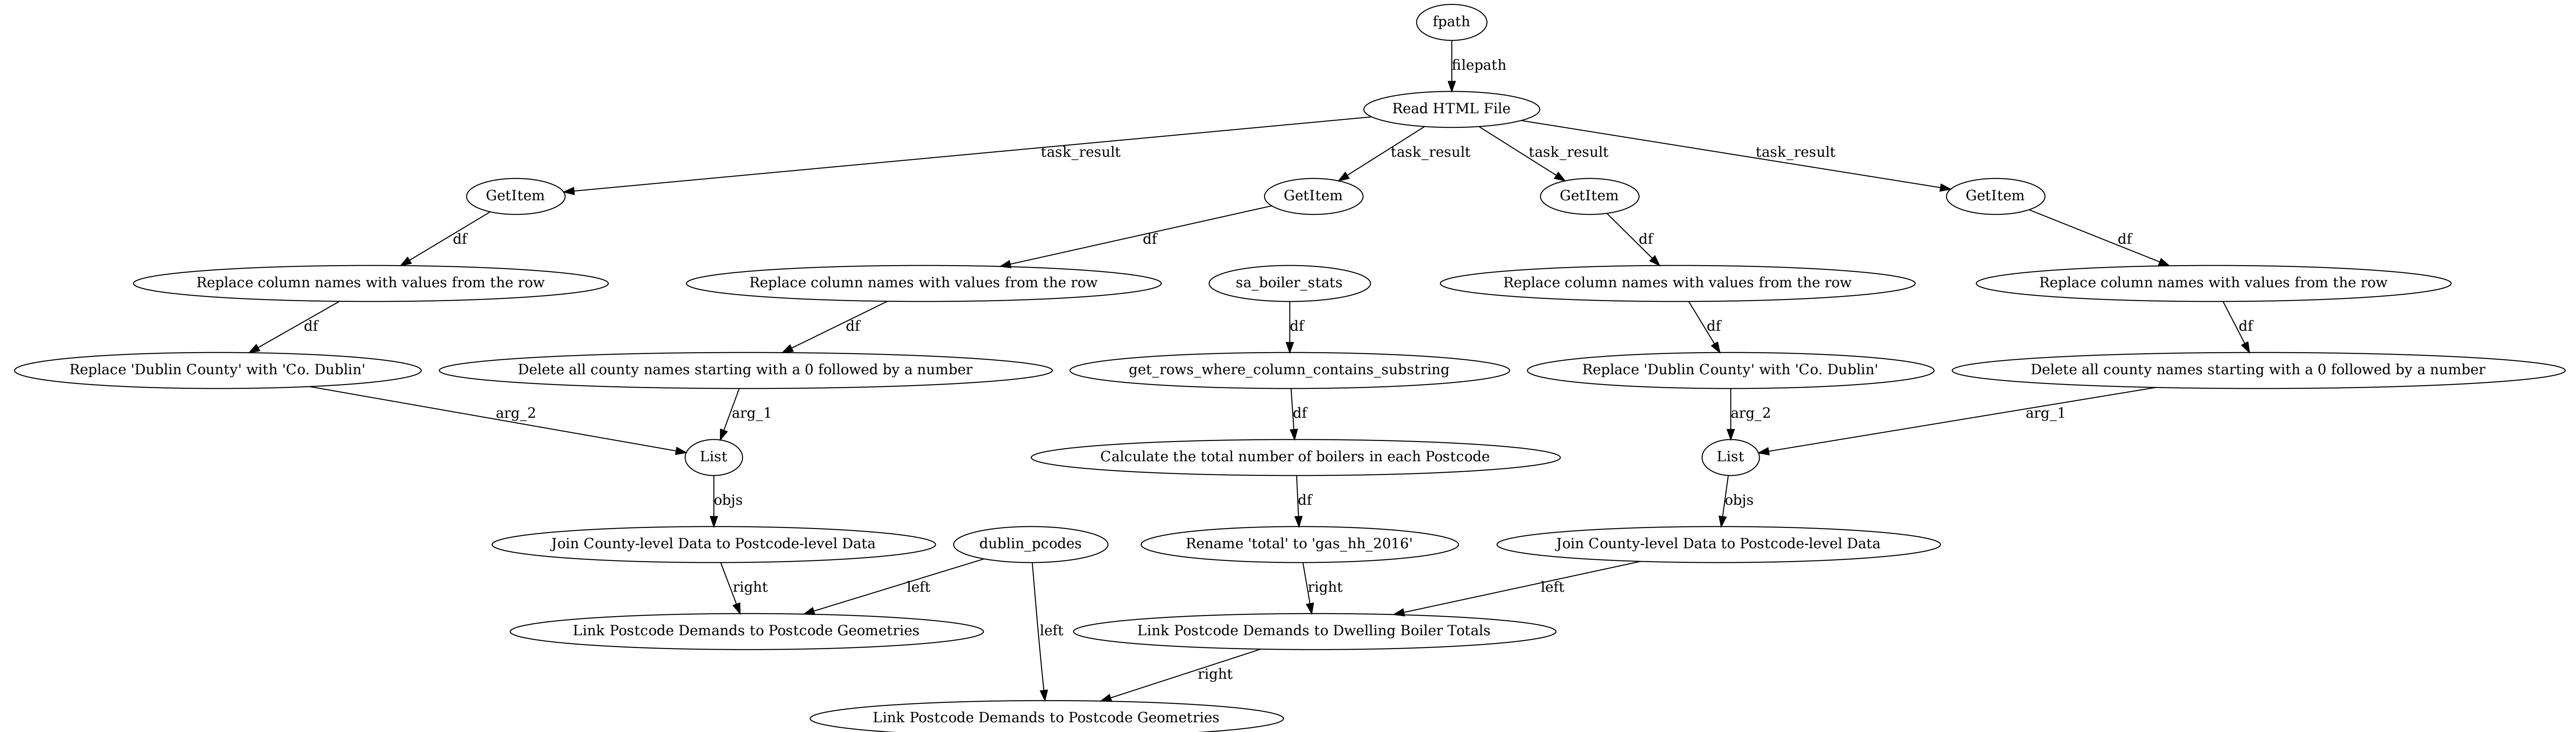 fpath
filepath
Read HTML File
task_result
task_result
task_result
task_result
GetItem
GetItem
GetItem
GetItem
df
df
df
df
Replace column names with values from the row
Replace column names with values from the row
sa_boiler_stats
Replace column names with values from the row
Replace column names with values from the row
df
df
df
df
df
Replace 'Dublin County' with 'Co. Dublin'
Delete all county names starting with a 0 followed by a number
get_rows_where_column_contains_substring
Replace 'Dublin County' with 'Co. Dublin'
Delete all county names starting with a 0 followed by a number
arg_2
arg_1
df
arg_2
arg_1
List
Calculate the total number of boilers in each Postcode
List
objs
df
objs
Join County-level Data to Postcode-level Data
dublin_pcodes
Rename 'total' to 'gas_hh_2016'
Join County-level Data to Postcode-level Data
right
left
right
left
Link Postcode Demands to Postcode Geometries
left
Link Postcode Demands to Dwelling Boiler Totals
right
Link Postcode Demands to Postcode Geometries